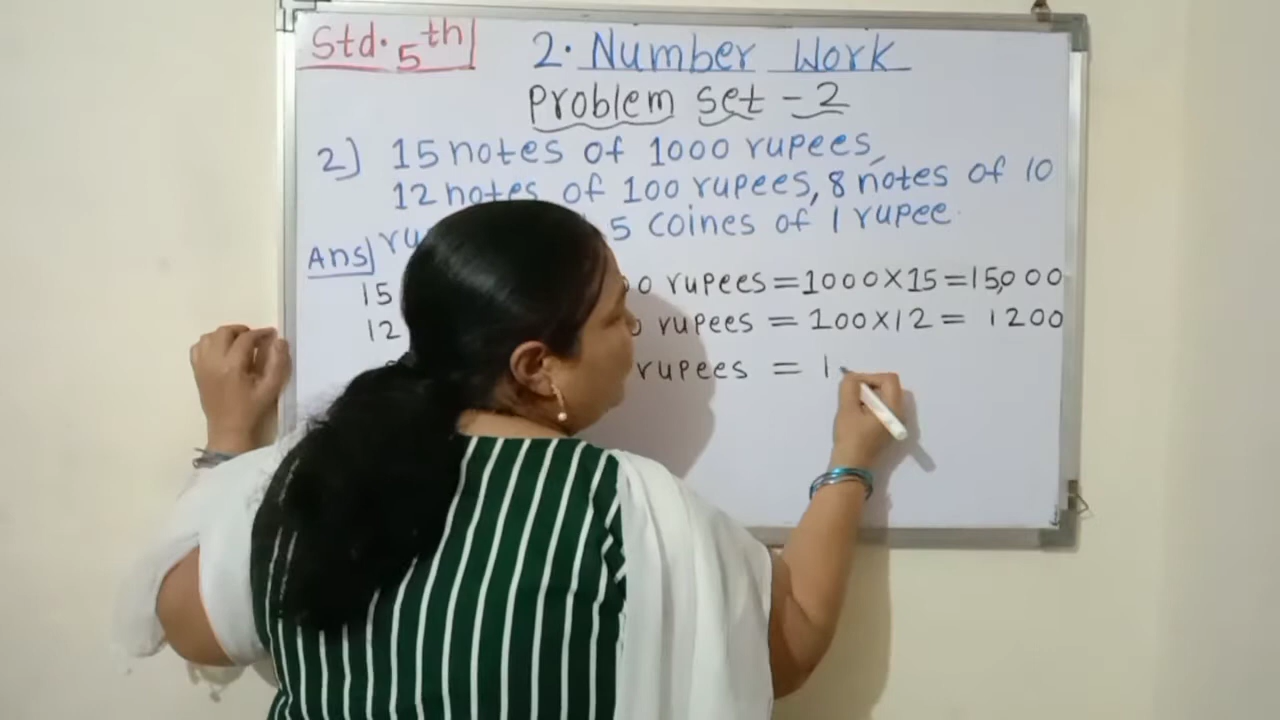 Std. 5th
2. Number Work
Problem set - 2
2) 15 notes of 1000 rupees,
12 notes of 100 rupees, 8 notes of 10
5 coines of 1 rupee.
Ans
15 rupees = 1000 x 15 = 15,000
12 rupees = 100 x 12 = 1200
rupees = 1